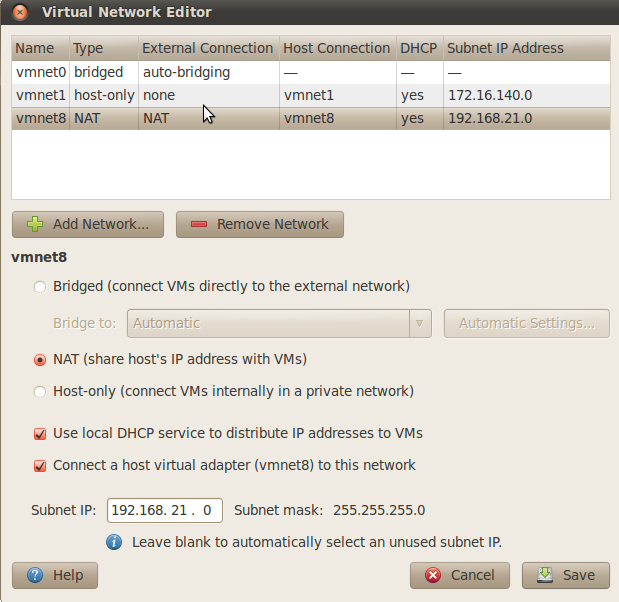 Virtual Network Editor
Name Type External Connection Host Connection DHCP Subnet IP Address
vmnet0 bridged auto-bridging — — —
vmnet1 host-only none vmnet1 yes 172.16.140.0
vmnet8 NAT NAT vmnet8 yes 192.168.21.0
Add Network... Remove Network
vmnet8
Bridged (connect VMs directly to the external network)
Bridge to: Automatic Automatic Settings...
NAT (share host's IP address with VMs)
Host-only (connect VMs internally in a private network)
Use local DHCP service to distribute IP addresses to VMs
Connect a host virtual adapter (vmnet8) to this network
Subnet IP: 192.168. 21 . 0 Subnet mask: 255.255.255.0
Leave blank to automatically select an unused subnet IP.
Help Cancel Save